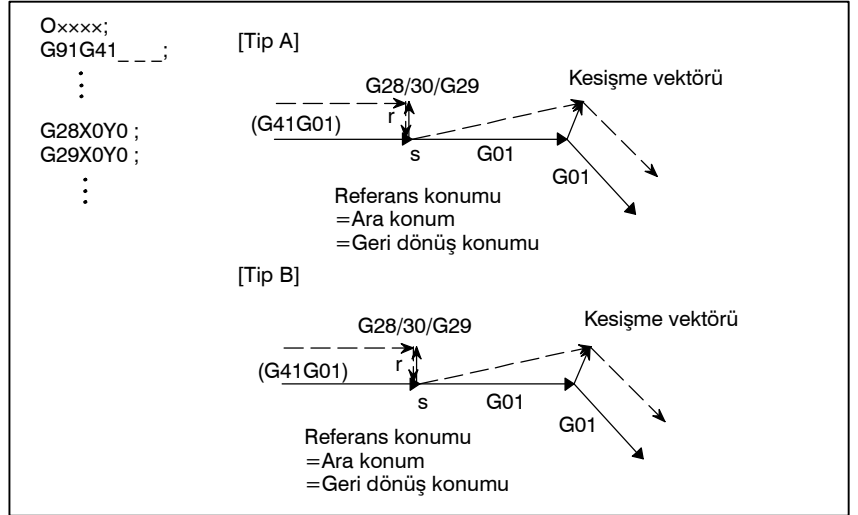 O××××;
G91G41_ _ _;
G28X0Y0 ;
G29X0Y0 ;
[Tip A]
G28/30/G29
Kesişme vektörü
(G41G01)
r
s
G01
G01
Referans konumu
=Ara konum
=Geri dönüş konumu
[Tip B]
G28/30/G29
Kesişme vektörü
(G41G01)
r
s
G01
G01
Referans konumu
=Ara konum
=Geri dönüş konumu